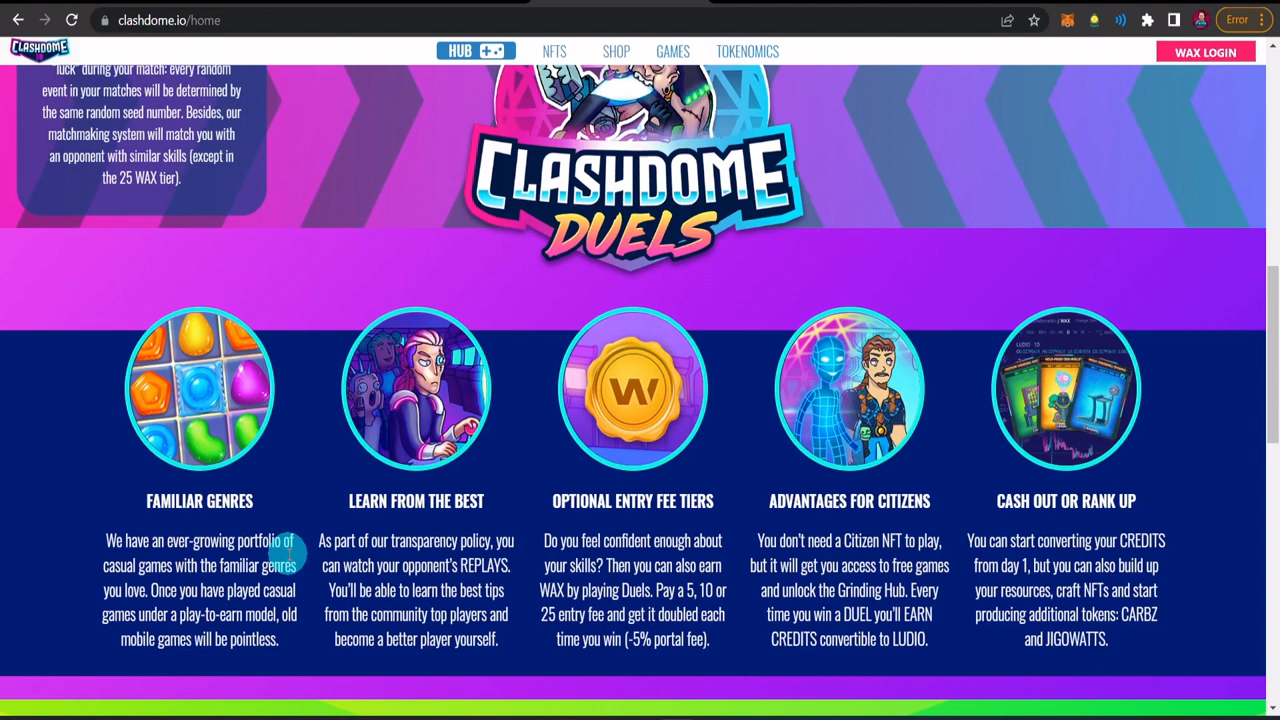 clashdome.io/home
Error
CLASHDOME
HUB
NFTS
SHOP
GAMES
TOKENOMICS
WAX LOGIN
"luck" during your match: every random
event in your matches will be determined by
the same random seed number. Besides, our
matchmaking system will match you with
an opponent with similar skills (except in
the 25 WAX tier).
CLASHDOME
DUELS
FAMILIAR GENRES
We have an ever-growing portfolio of
casual games with the familiar genres
you love. Once you have played casual
games under a play-to-earn model, old
mobile games will be pointless.
LEARN FROM THE BEST
As part of our transparency policy, you
can watch your opponent's REPLAYS.
You'll be able to learn the best tips
from the community top players and
become a better player yourself.
W
OPTIONAL ENTRY FEE TIERS
Do you feel confident enough about
your skills? Then you can also earn
WAX by playing Duels. Pay a 5, 10 or
25 entry fee and get it doubled each
time you win (-5% portal fee).
ADVANTAGES FOR CITIZENS
You don't need a Citizen NFT to play,
but it will get you access to free games
and unlock the Grinding Hub. Every
time you win a DUEL you'll EARN
CREDITS convertible to LUDIO.
/ WAX
LUDIO
CASH OUT OR RANK UP
You can start converting your CREDITS
from day 1, but you can also build up
your resources, craft NFTs and start
producing additional tokens: CARBZ
and JIGOWATTS.